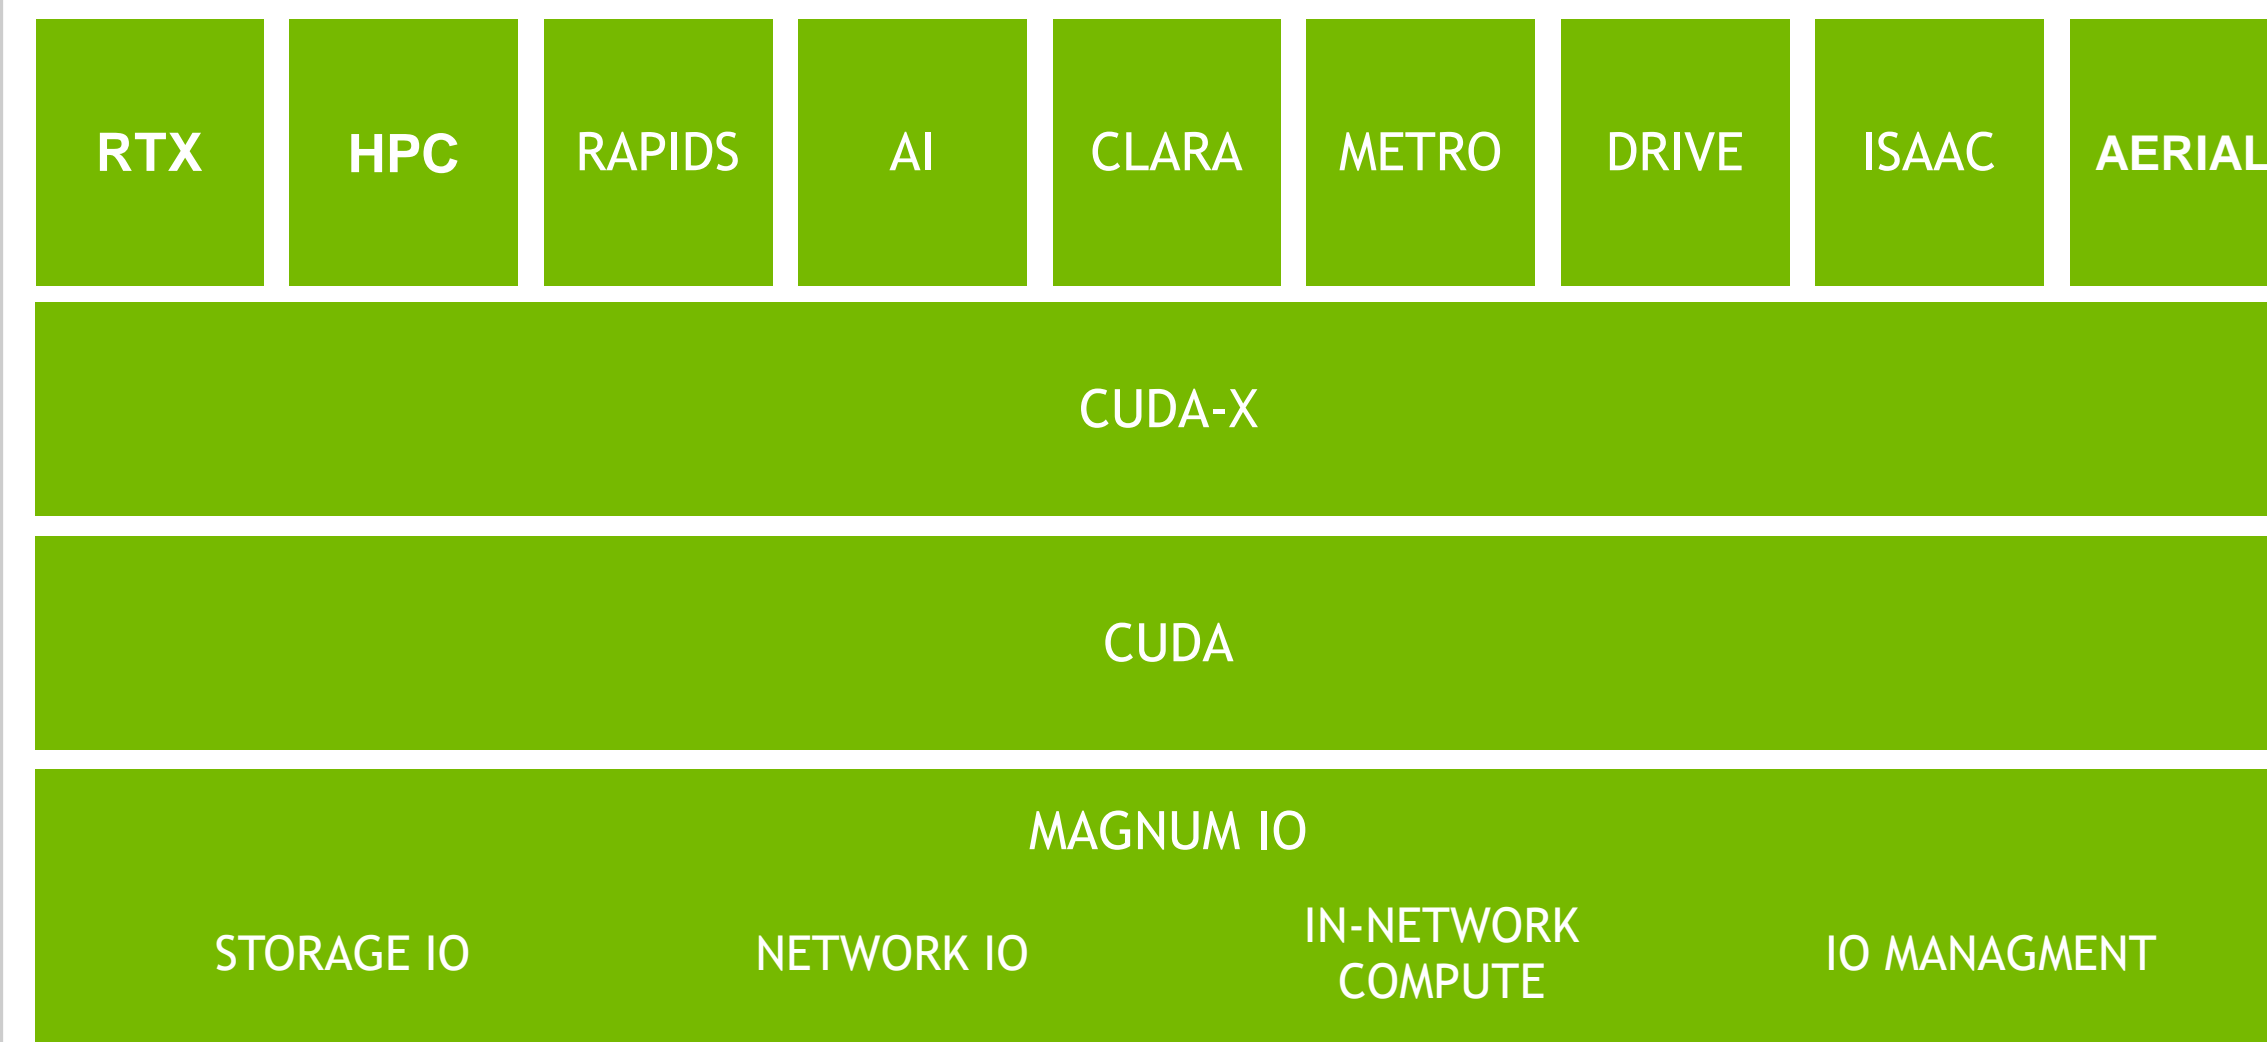 RTX HPC RAPIDS AI CLARA METRO DRIVE ISAAC AERIAL
CUDA-X
CUDA
MAGNUM IO
STORAGE IO NETWORK IO IN-NETWORK
COMPUTE IO MANAGMENT